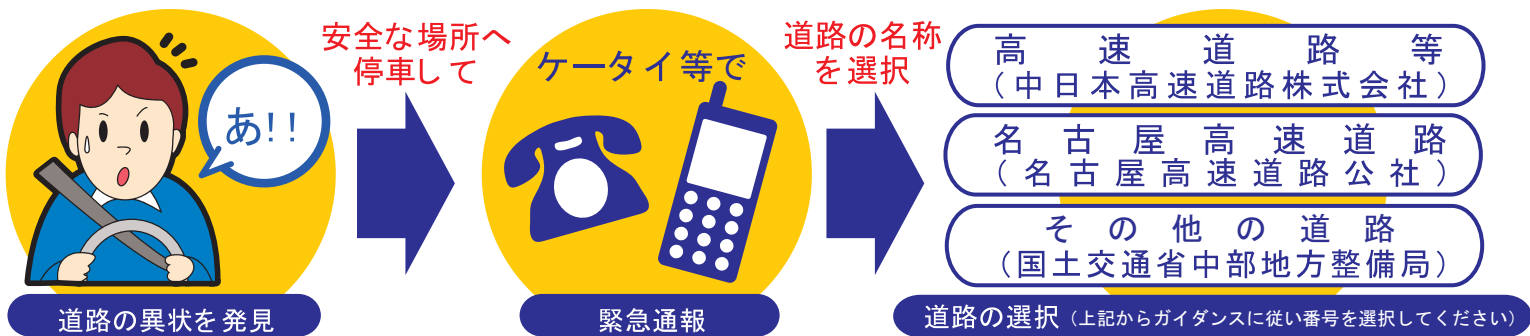 あ!!
道路の異状を発見
安全な場所へ
停車して
ケータイ等で
緊急通報
道路の名称
を選択
高速道路等
(中日本高速道路株式会社)
名古屋高速道路
(名古屋高速道路公社)
その他の道路
(国土交通省中部地方整備局)
道路の選択(上記からガイダンスに従い番号を選択してください)